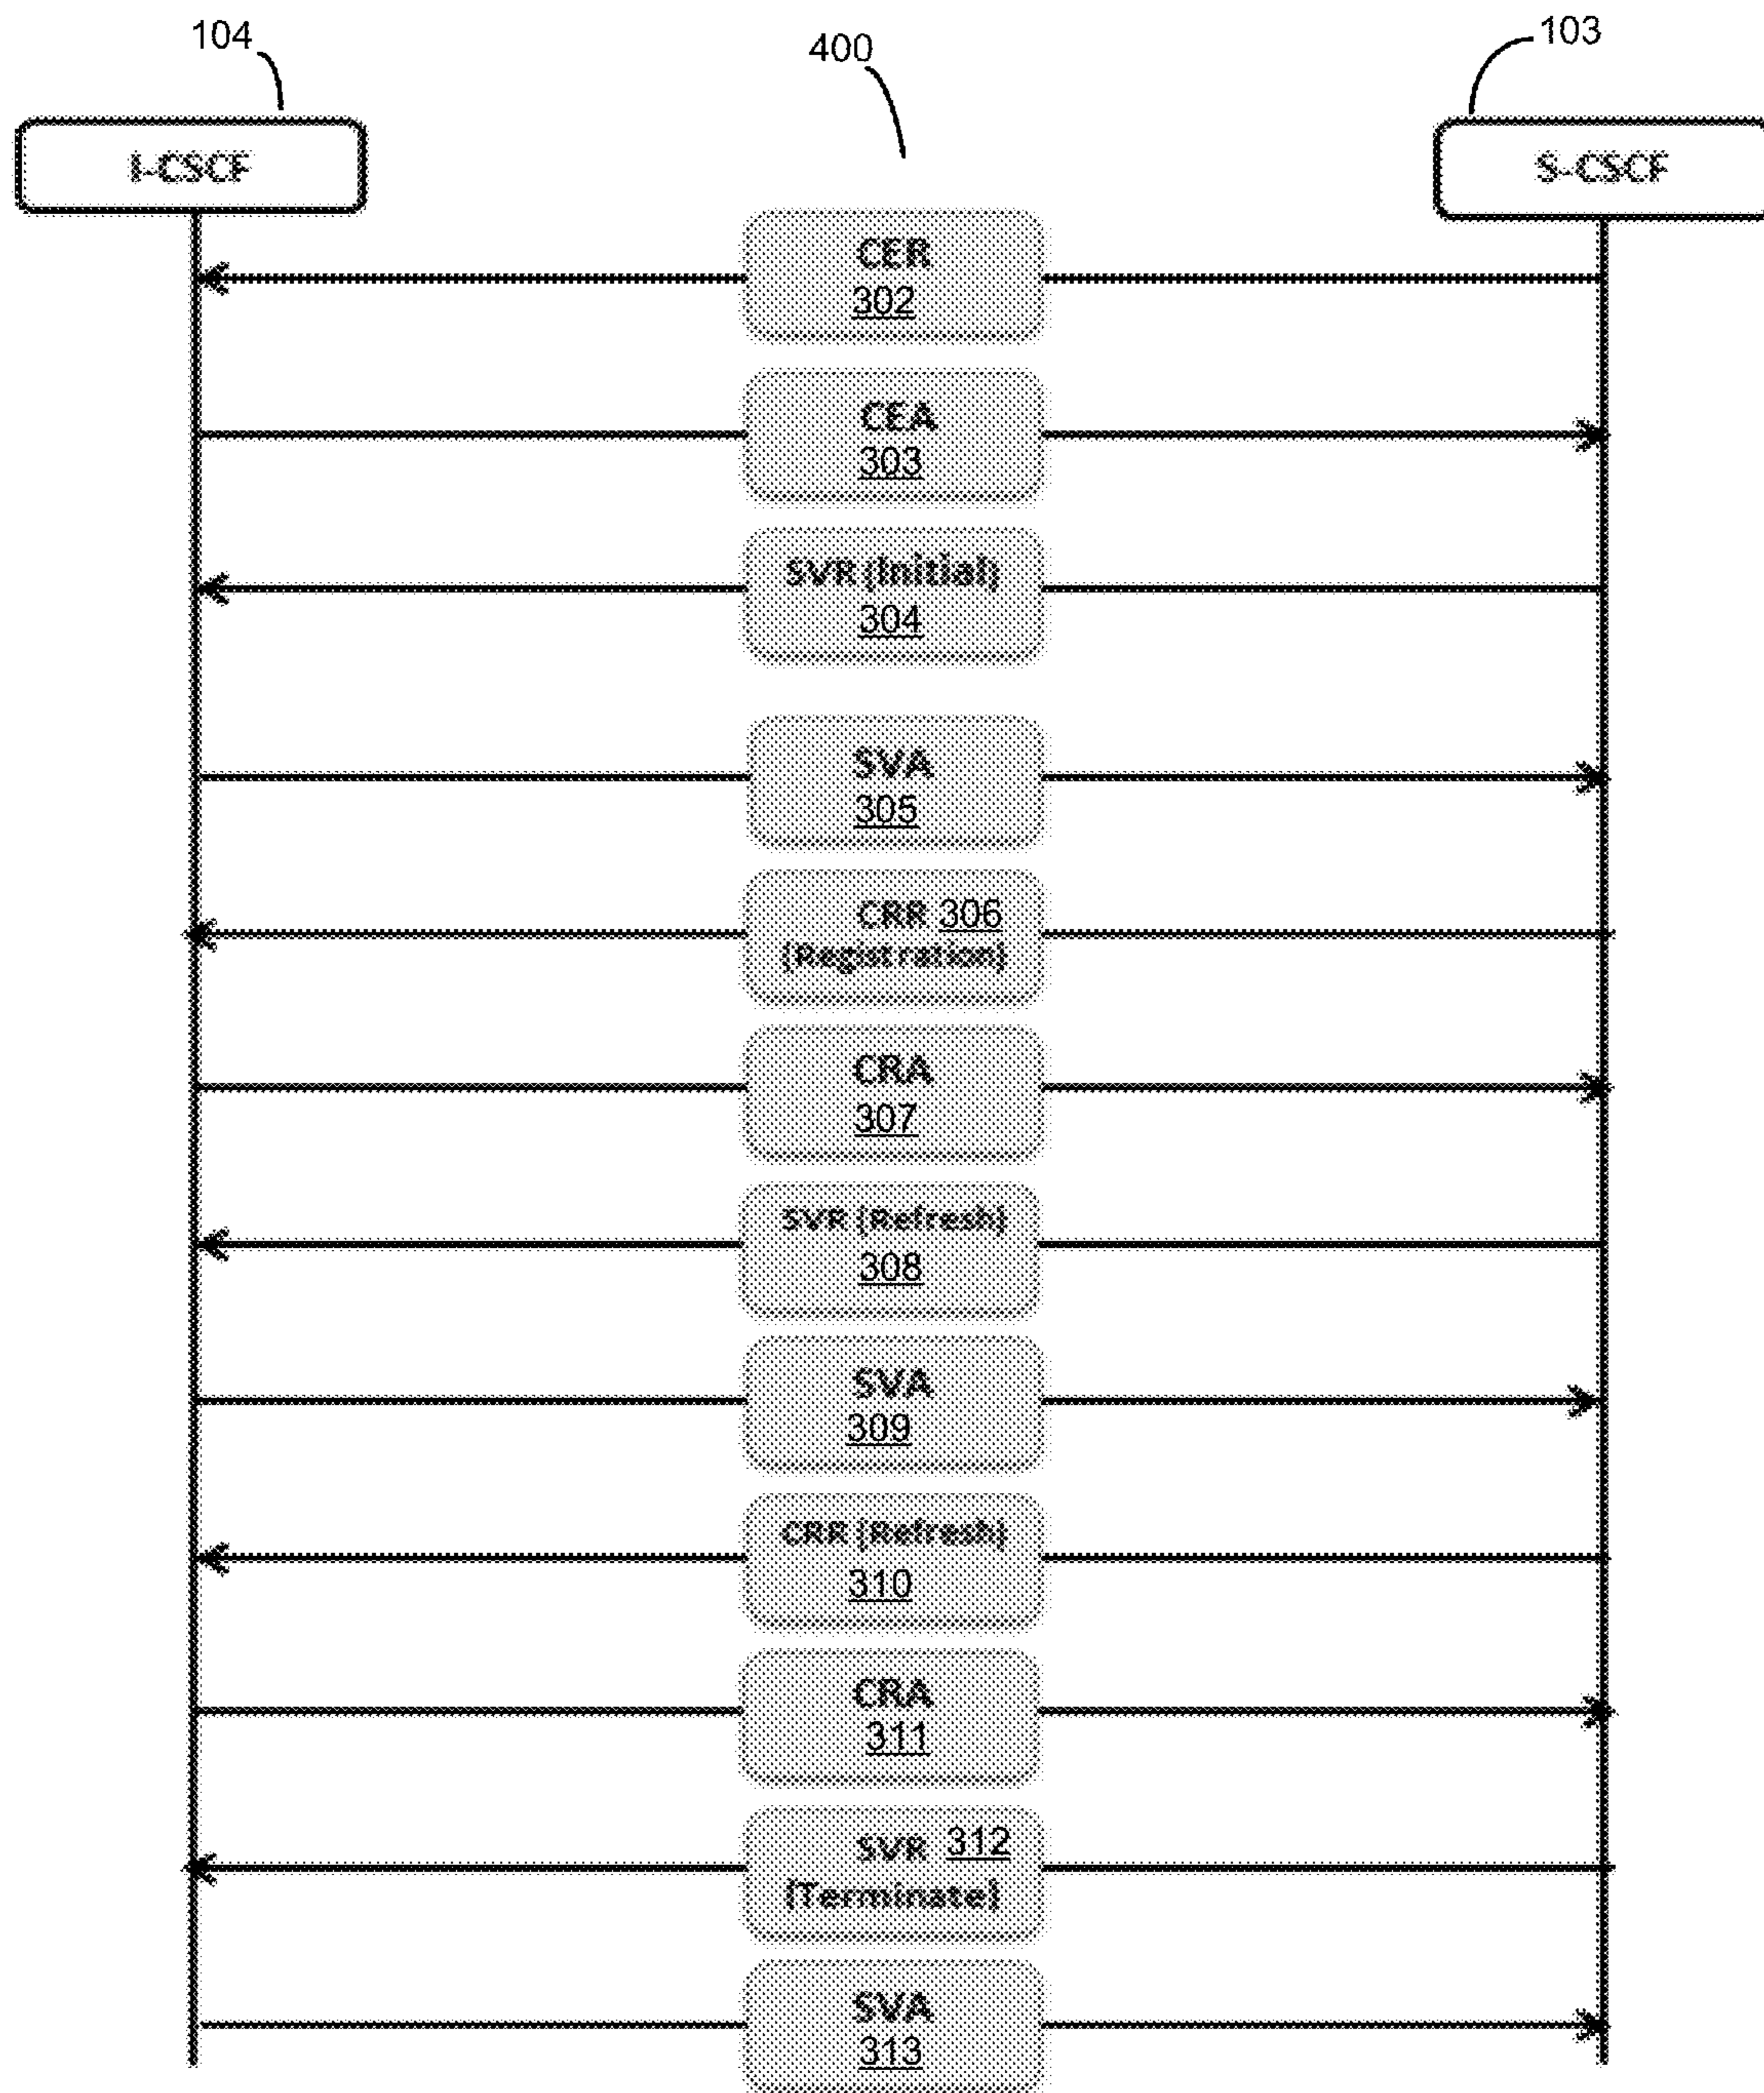 104
400
103
I-CSCF
S-CSCF
CER
302
CEA
303
SVR (Initial)
304
SVA
305
CRR 306
(Registration)
CRA
307
SVR (Refresh)
308
SVA
309
CRR (Refresh)
310
CRA
311
SVR 312
(Terminate)
SVA
313